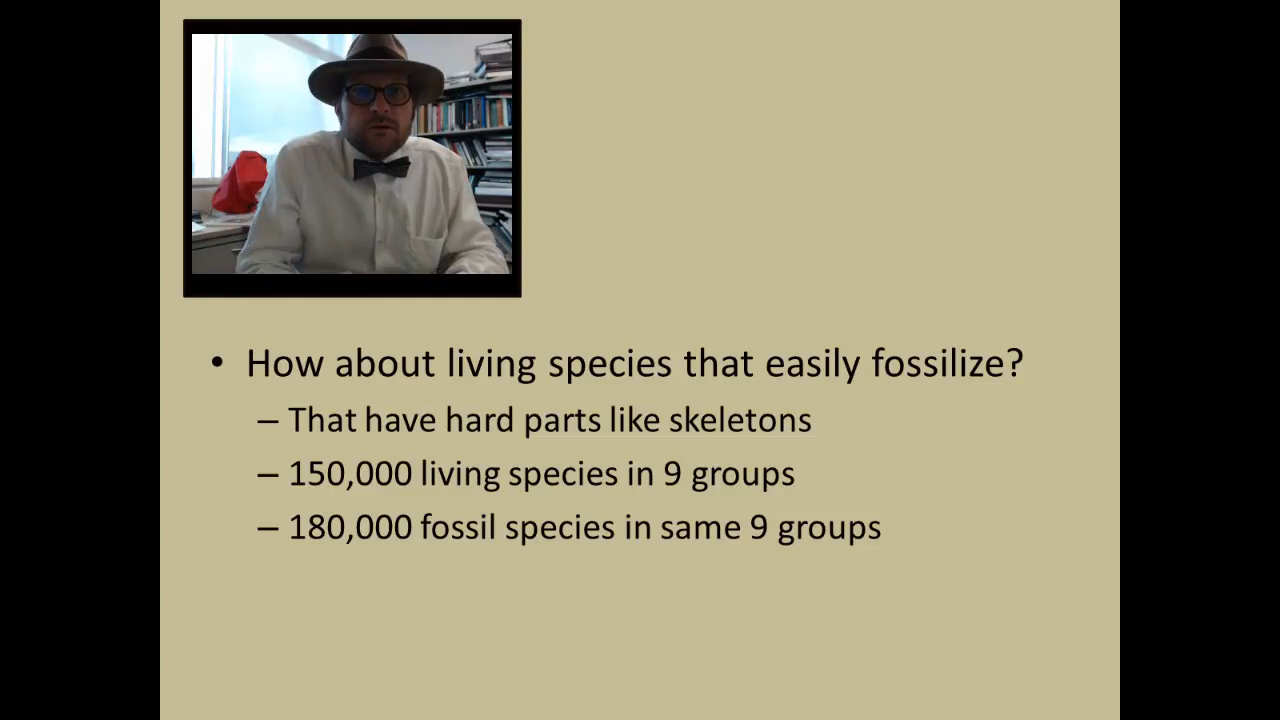 • How about living species that easily fossilize?
– That have hard parts like skeletons
– 150,000 living species in 9 groups
– 180,000 fossil species in same 9 groups